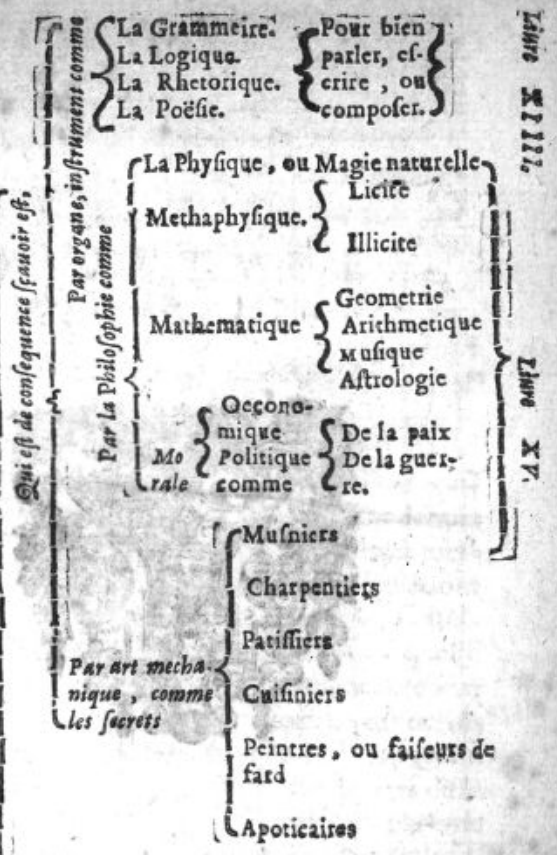 Qui est de consequence sçauoir est,
Par organe, instrument comme
La Grammeire.
La Logique.
La Rhetorique.
La Poësie.
Pour bien
parler, es-
crire, ou
composer.
Liure XIIII.
Par la Philosophie comme
La Physique, ou Magie naturelle
Methaphysique.
Licite
Illicite
Mathematique
Geometrie
Arithmetique
Musique
Astrologie
Mo
rale
Oecono-
mique
Politique
comme
De la paix
De la guer-
re.
Liure XV.
Par art mecha-
nique, comme
les secrets
Musniers
Charpentiers
Patissiers
Cuisiniers
Peintres, ou faiseurs de
fard
Apoticaires